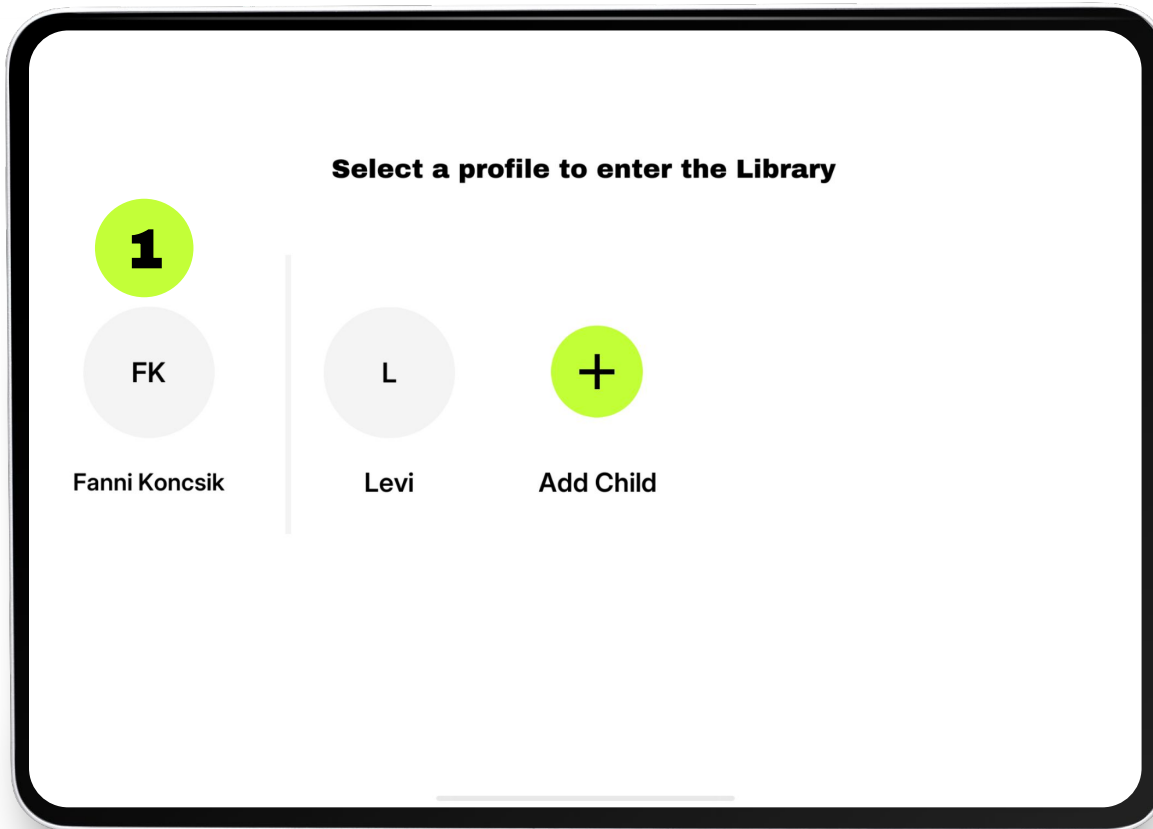 Select a profile to enter the Library
1
FK
L
+
Fanni Koncsik
Levi
Add Child